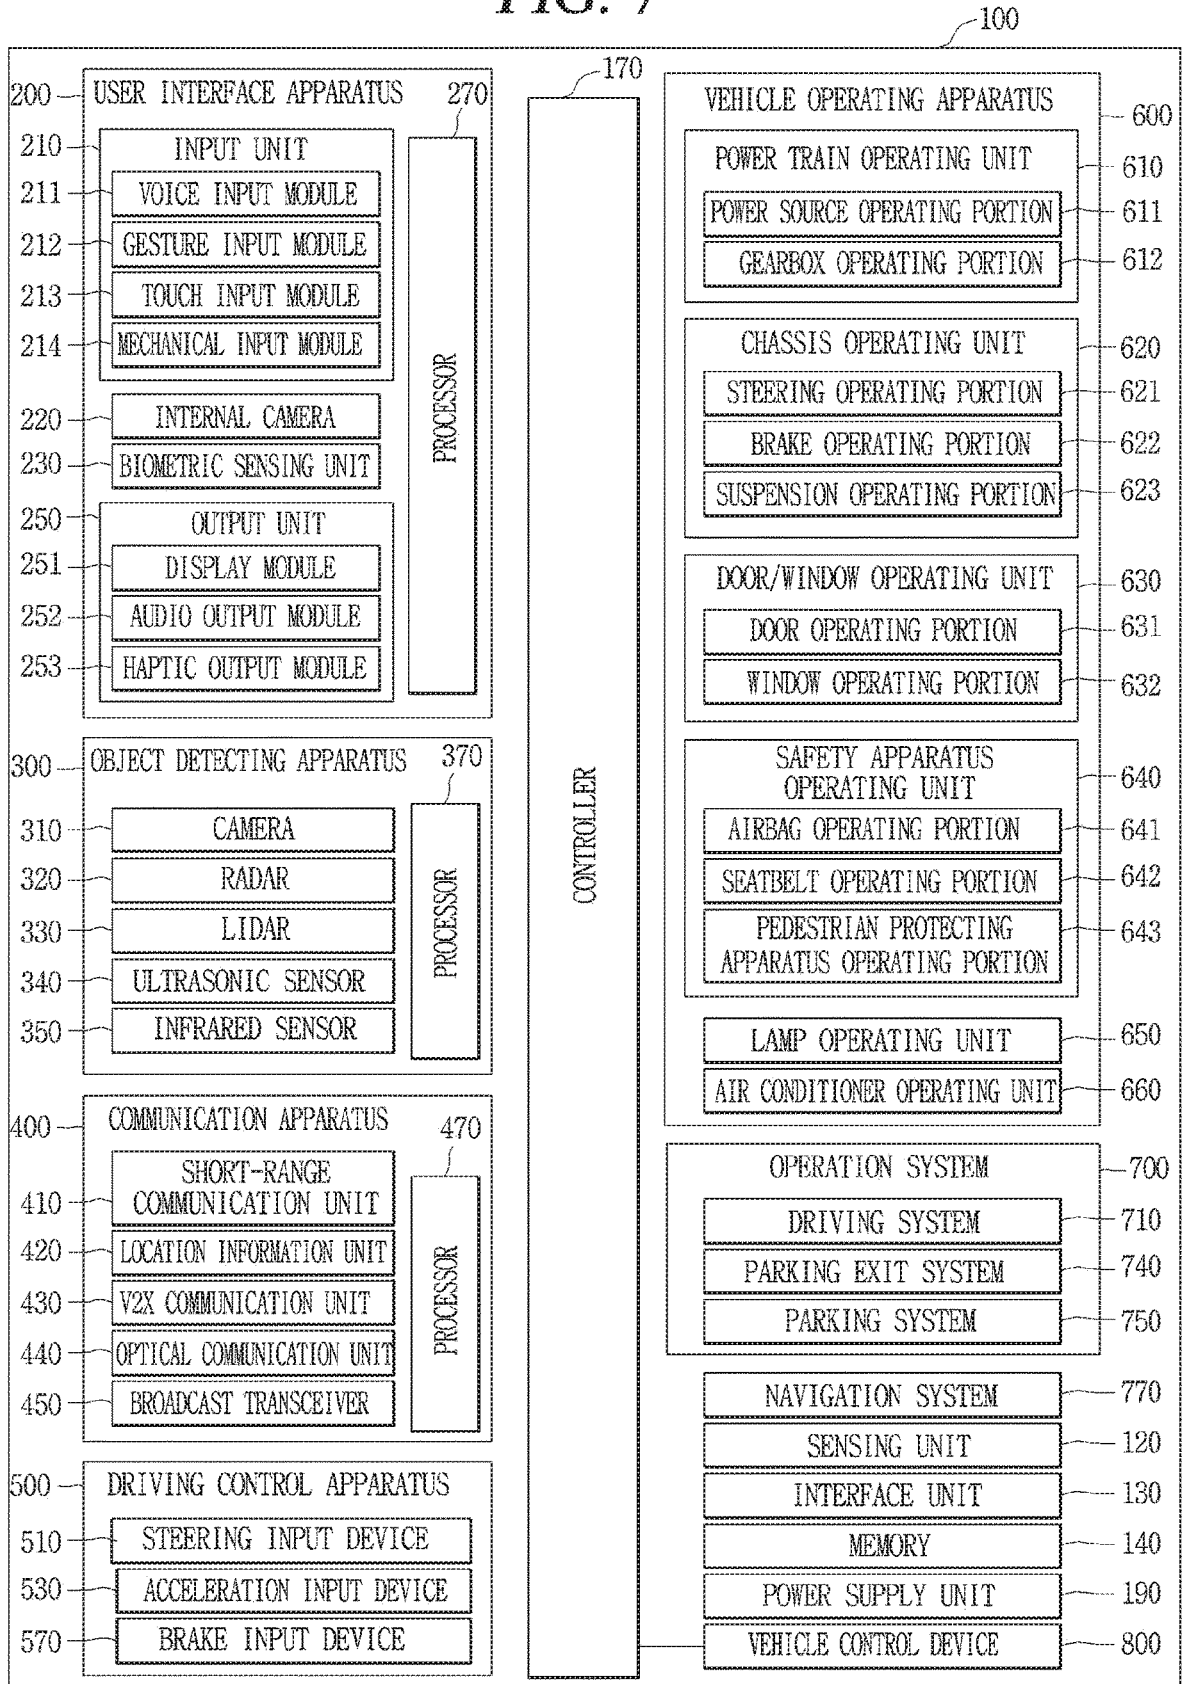 FIG. 7
100
200
USER INTERFACE APPARATUS
270
210
INPUT UNIT
211
VOICE INPUT MODULE
212
GESTURE INPUT MODULE
213
TOUCH INPUT MODULE
214
MECHANICAL INPUT MODULE
220
INTERNAL CAMERA
230
BIOMETRIC SENSING UNIT
250
OUTPUT UNIT
251
DISPLAY MODULE
252
AUDIO OUTPUT MODULE
253
HAPTIC OUTPUT MODULE
PROCESSOR
300
OBJECT DETECTING APPARATUS
370
310
CAMERA
320
RADAR
330
LIDAR
340
ULTRASONIC SENSOR
350
INFRARED SENSOR
PROCESSOR
400
COMMUNICATION APPARATUS
470
410
SHORT-RANGE
COMMUNICATION UNIT
420
LOCATION INFORMATION UNIT
430
V2X COMMUNICATION UNIT
440
OPTICAL COMMUNICATION UNIT
450
BROADCAST TRANSCEIVER
PROCESSOR
500
DRIVING CONTROL APPARATUS
510
STEERING INPUT DEVICE
530
ACCELERATION INPUT DEVICE
570
BRAKE INPUT DEVICE
170
CONTROLLER
VEHICLE OPERATING APPARATUS
600
POWER TRAIN OPERATING UNIT
610
POWER SOURCE OPERATING PORTION
611
GEARBOX OPERATING PORTION
612
CHASSIS OPERATING UNIT
620
STEERING OPERATING PORTION
621
BRAKE OPERATING PORTION
622
SUSPENSION OPERATING PORTION
623
DOOR/WINDOW OPERATING UNIT
630
DOOR OPERATING PORTION
631
WINDOW OPERATING PORTION
632
SAFETY APPARATUS
OPERATING UNIT
640
AIRBAG OPERATING PORTION
641
SEATBELT OPERATING PORTION
642
PEDESTRIAN PROTECTING
APPARATUS OPERATING PORTION
643
LAMP OPERATING UNIT
650
AIR CONDITIONER OPERATING UNIT
660
OPERATION SYSTEM
700
DRIVING SYSTEM
710
PARKING EXIT SYSTEM
740
PARKING SYSTEM
750
NAVIGATION SYSTEM
770
SENSING UNIT
120
INTERFACE UNIT
130
MEMORY
140
POWER SUPPLY UNIT
190
VEHICLE CONTROL DEVICE
800